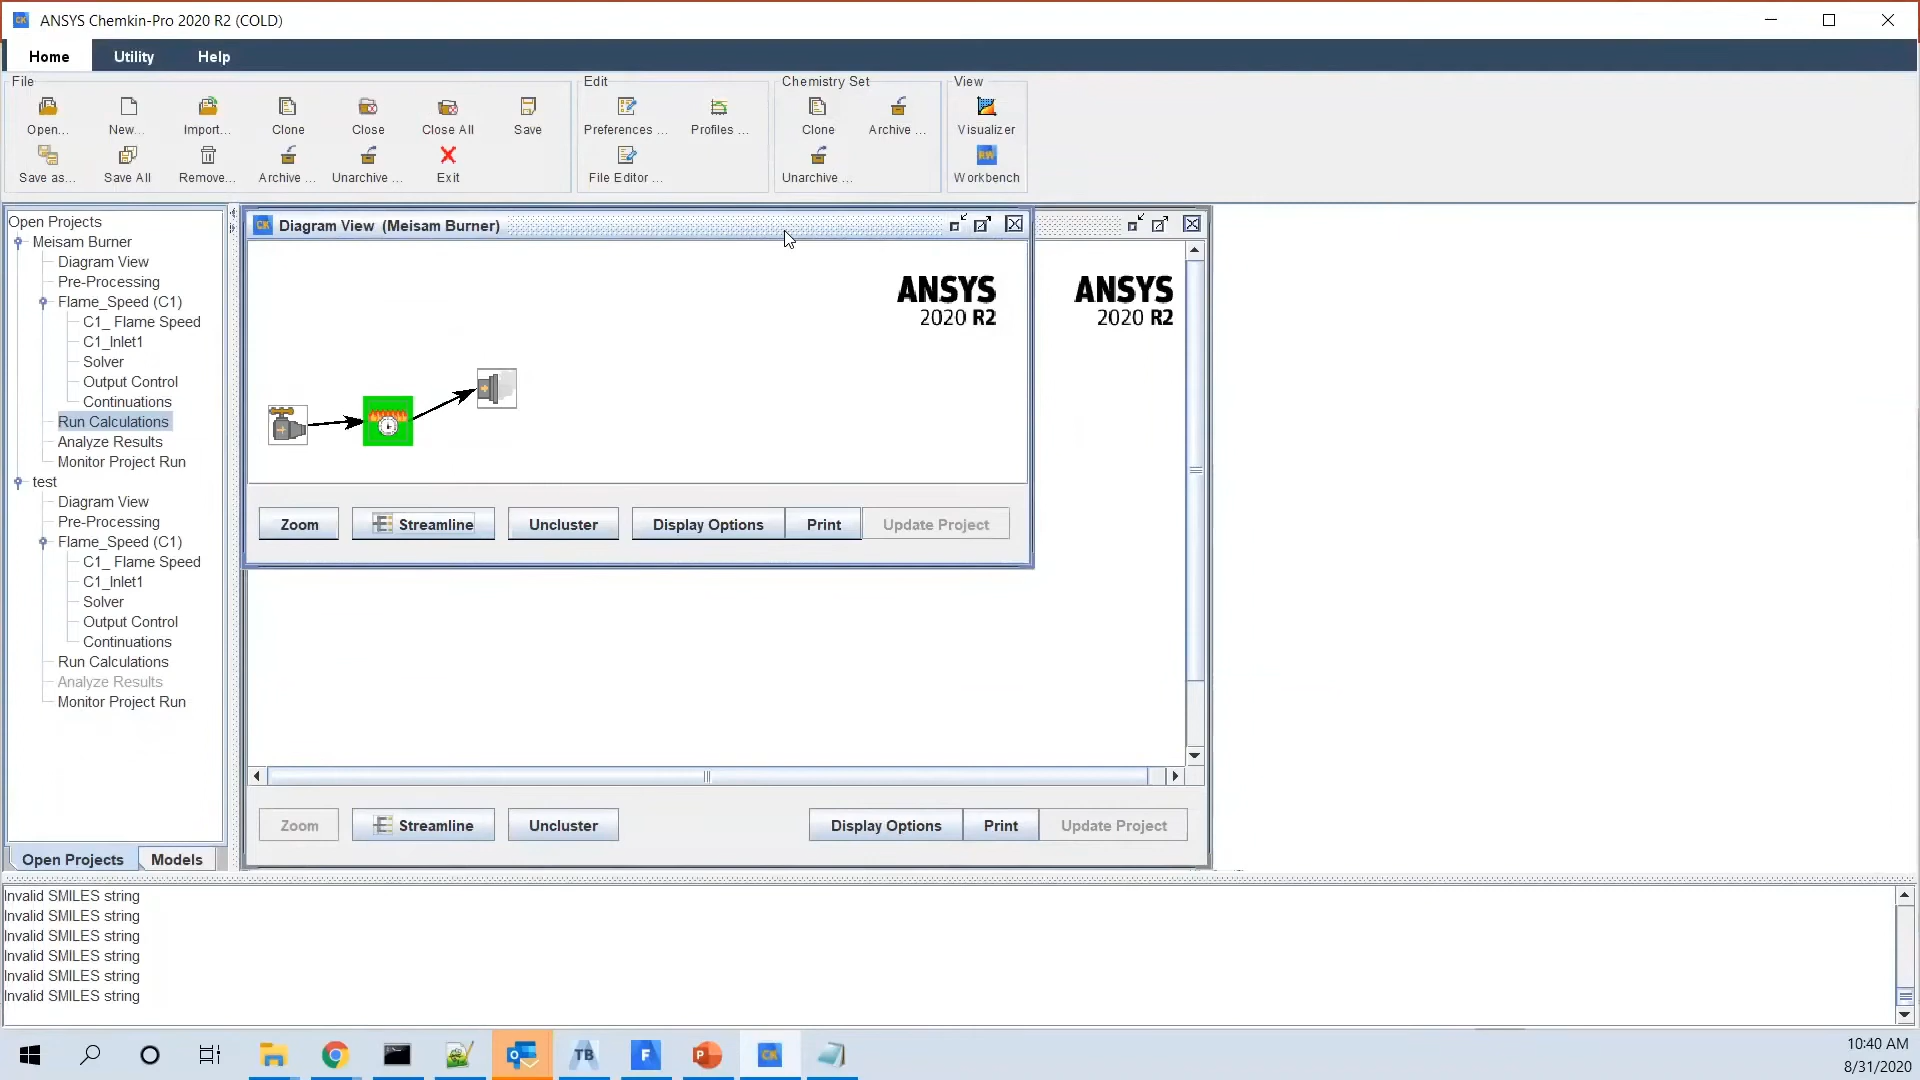 ANSYS Chemkin-Pro 2020 R2 (COLD)
Home Utility Help
File Edit Chemistry Set View
Open... New... Import... Clone Close Close All Save Preferences ... Profiles ... Clone Archive ... Visualizer
Save as... Save All Remove... Archive ... Unarchive ... Exit File Editor ... Unarchive ... Workbench
Open Projects
Meisam Burner
Diagram View
Pre-Processing
Flame_Speed (C1)
C1_ Flame Speed
C1_Inlet1
Solver
Output Control
Continuations
Run Calculations
Analyze Results
Monitor Project Run
test
Diagram View
Pre-Processing
Flame_Speed (C1)
C1_ Flame Speed
C1_Inlet1
Solver
Output Control
Continuations
Run Calculations
Analyze Results
Monitor Project Run
Open Projects Models
Diagram View (Meisam Burner)
ANSYS
2020 R2
ANSYS
2020 R2
Zoom Streamline Uncluster Display Options Print Update Project
Zoom Streamline Uncluster Display Options Print Update Project
Invalid SMILES string
Invalid SMILES string
Invalid SMILES string
Invalid SMILES string
Invalid SMILES string
Invalid SMILES string
10:40 AM
8/31/2020